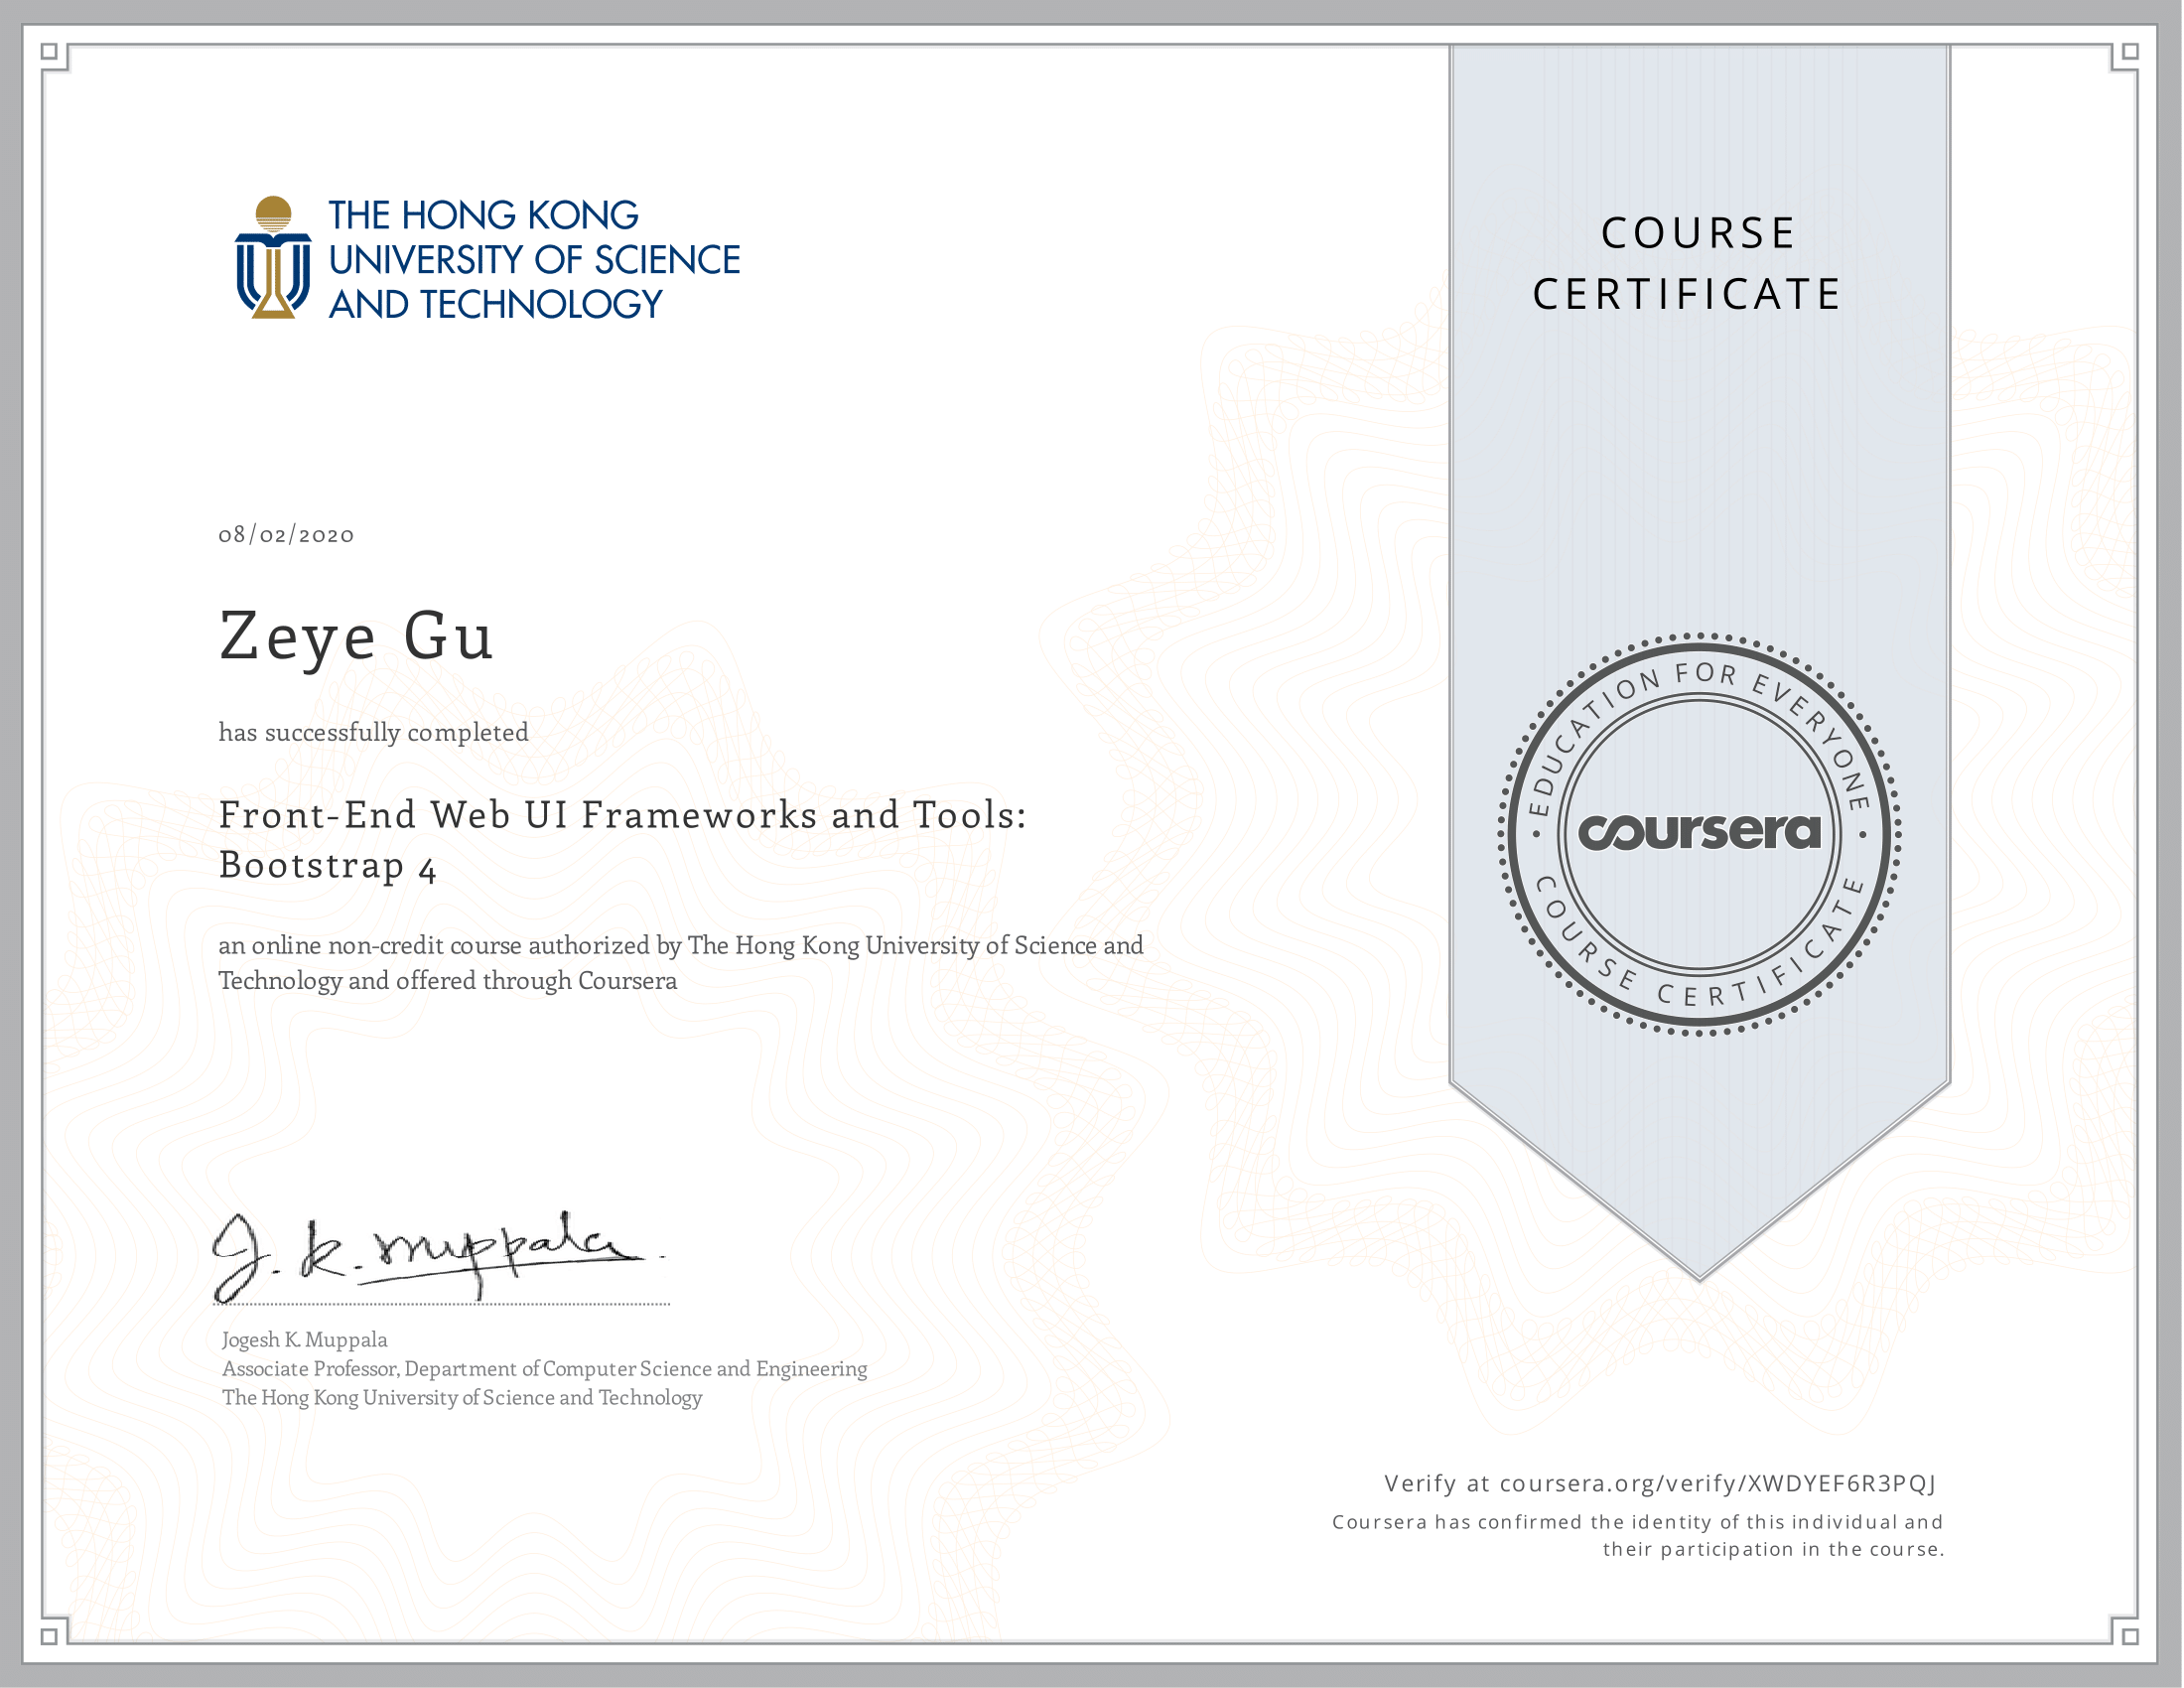 THE HONG KONG
UNIVERSITY OF SCIENCE
AND TECHNOLOGY
COURSE
CERTIFICATE
08/02/2020
Zeye Gu
has successfully completed
Front-End Web UI Frameworks and Tools:
Bootstrap 4
an online non-credit course authorized by The Hong Kong University of Science and
Technology and offered through Coursera
EDUCATION FOR EVERYONE
coursera
COURSE CERTIFICATE
J. K. Muppala
Jogesh K. Muppala
Associate Professor, Department of Computer Science and Engineering
The Hong Kong University of Science and Technology
Verify at coursera.org/verify/XWDYEF6R3PQJ
Coursera has confirmed the identity of this individual and
their participation in the course.